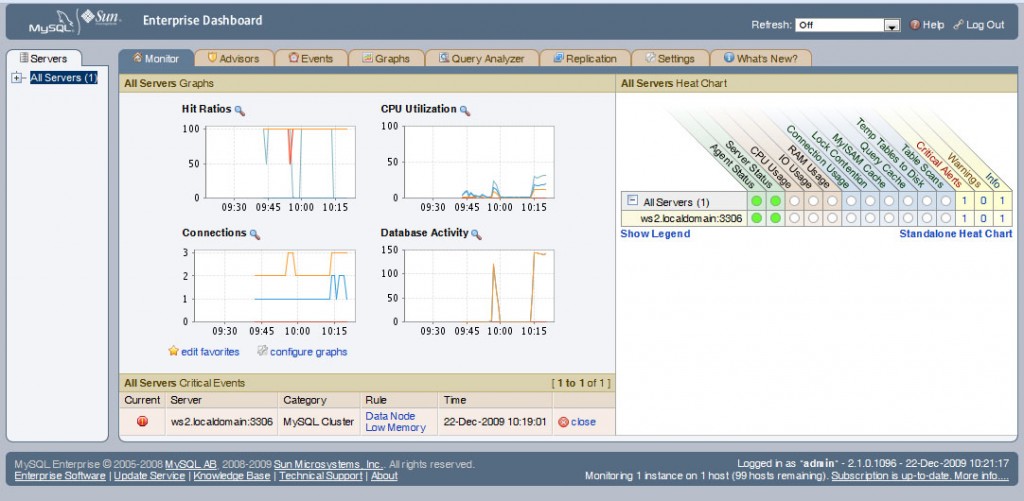 MySQL Sun Enterprise Dashboard
Refresh: Off Help Log Out
Servers
Monitor Advisors Events Graphs Query Analyzer Replication Settings What's New?
All Servers (1)
All Servers Graphs
Hit Ratios
100
50
0
09:30 09:45 10:00 10:15
CPU Utilization
100
50
0
09:30 09:45 10:00 10:15
Connections
3
2
1
0
09:30 09:45 10:00 10:15
Database Activity
150
100
50
0
09:30 09:45 10:00 10:15
edit favorites configure graphs
All Servers Critical Events [ 1 to 1 of 1 ]
Current Server Category Rule Time
ws2.localdomain:3306 MySQL Cluster Data Node Low Memory 22-Dec-2009 10:19:01 close
All Servers Heat Chart
Agent Status
Server Status
CPU Usage
IO Usage
RAM Usage
Connection Usage
Lock Contention
MyISAM Cache
Query Cache
Temp Tables to Disk
Table Scans
Critical Alerts
Warnings
Info
All Servers (1) 1 0 1
ws2.localdomain:3306 1 0 1
Show Legend Standalone Heat Chart
MySQL Enterprise © 2005-2008 MySQL AB, 2008-2009 Sun Microsystems, Inc.. All rights reserved.
Enterprise Software | Update Service | Knowledge Base | Technical Support | About
Logged in as "admin" - 2.1.0.1096 - 22-Dec-2009 10:21:17
Monitoring 1 instance on 1 host (99 hosts remaining). Subscription is up-to-date. More info....